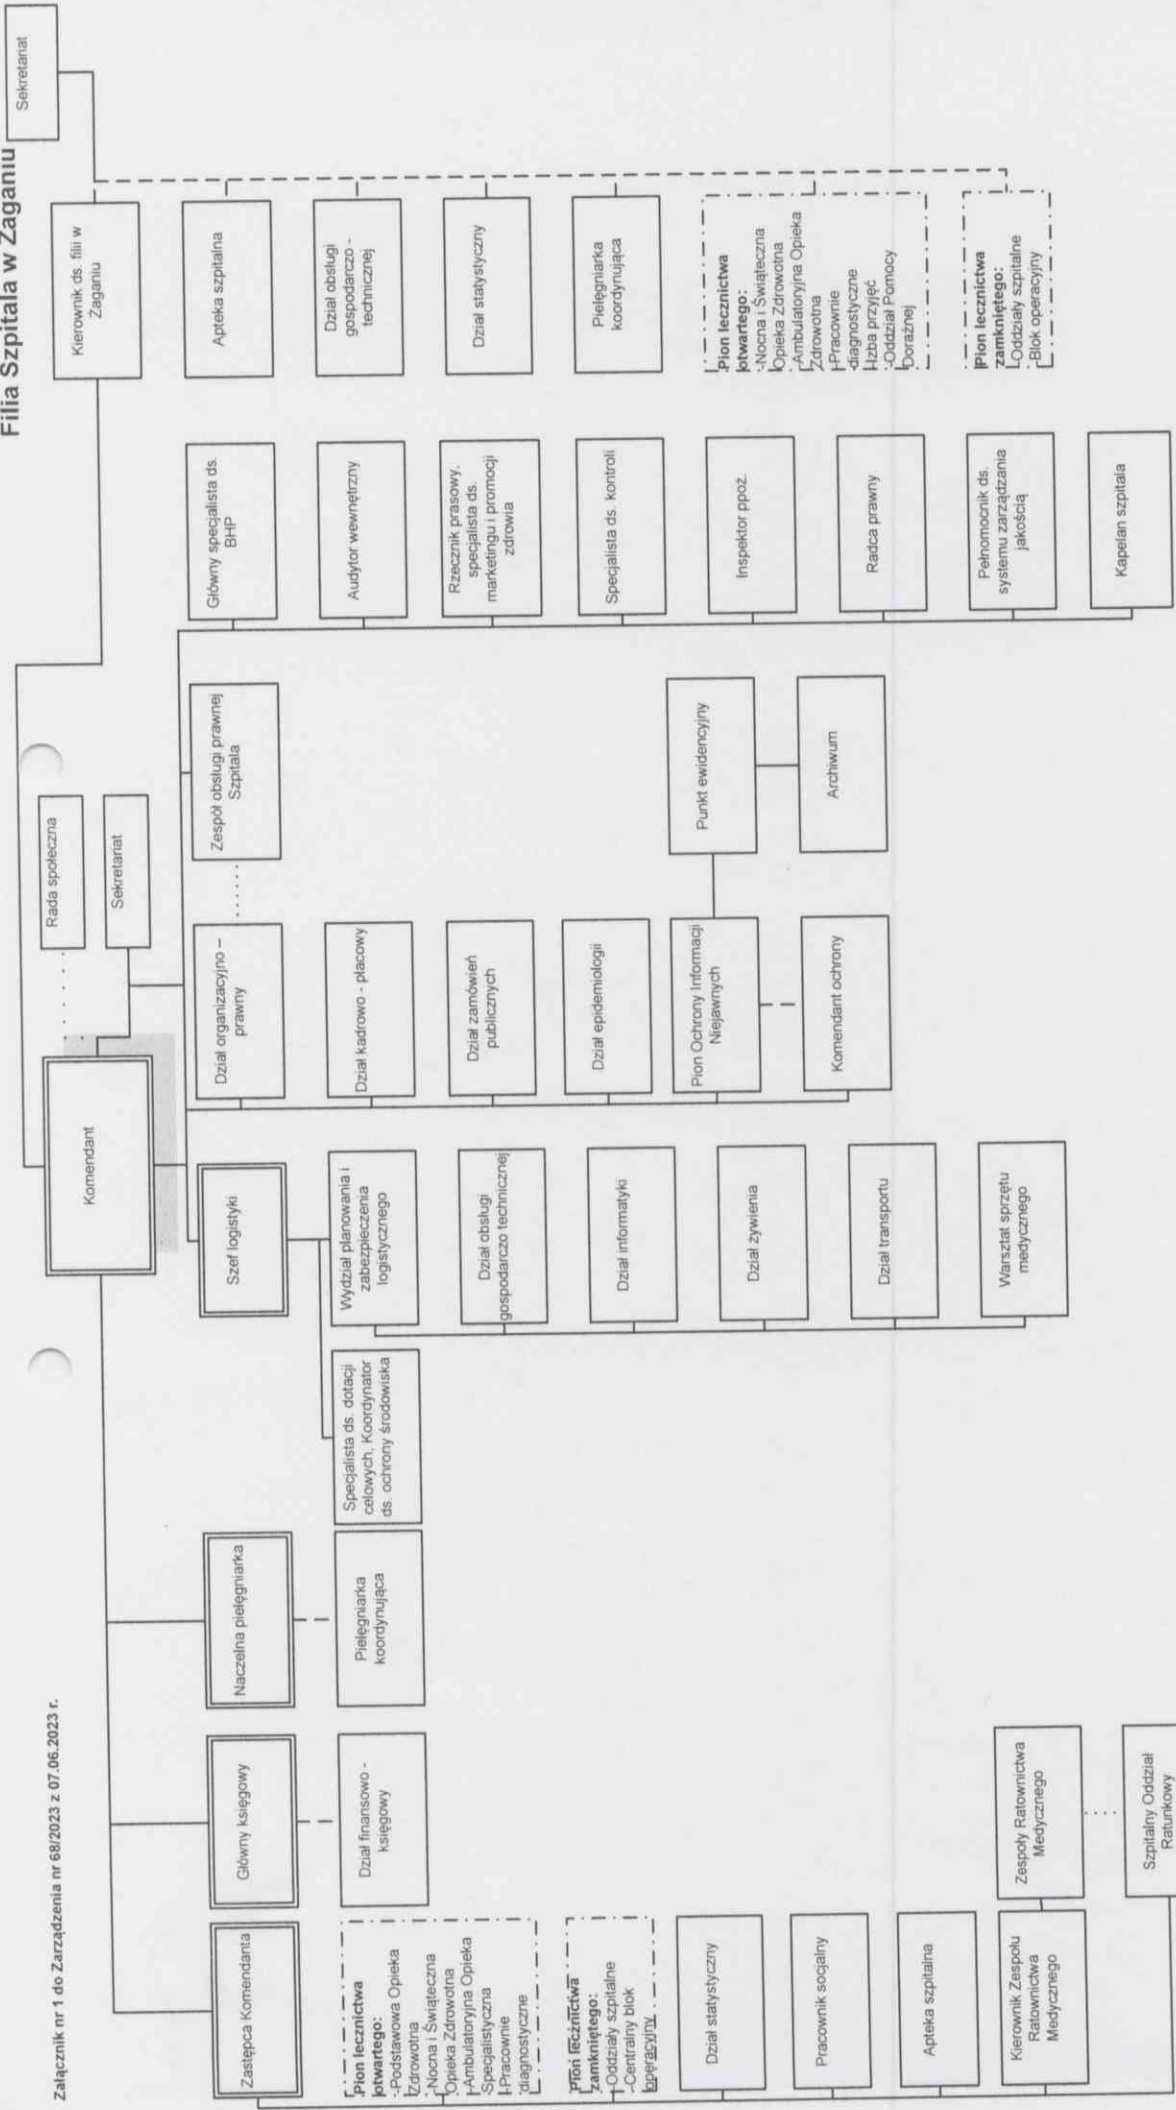 Załącznik nr 1 do Zarządzenia nr 68/2023 z 07.06.2023 r.
Filia Szpitala w Żaganiu
Sekretariat
Komendant
Rada społeczna
Sekretariat
Kierownik ds. filii w
Żaganiu
Zastępca Komendanta
Główny księgowy
Naczelna pielęgniarka
Szef logistyki
Dział organizacyjno –
prawny
Zespół obsługi prawnej
Szpitala
Główny specjalista ds.
BHP
Apteka szpitalna
Pion lecznictwa
otwartego:
-Podstawowa Opieka
Zdrowotna
-Nocna i Świąteczna
Opieka Zdrowotna
-Ambulatoryjna Opieka
Specjalistyczna
-Pracownie
diagnostyczne
Dział finansowo -
księgowy
Pielęgniarka
koordynująca
Specjalista ds. dotacji
celowych, Koordynator
ds. ochrony środowiska
Wydział planowania i
zabezpieczenia
logistycznego
Dział kadrowo - płacowy
Audytor wewnętrzny
Dział obsługi
gospodarczo -
technicznej
Dział obsługi
gospodarczo technicznej
Dział zamówień
publicznych
Rzecznik prasowy,
specjalista ds.
marketingu i promocji
zdrowia
Dział statystyczny
Pion lecznictwa
zamkniętego:
-Oddziały szpitalne
-Centralny blok
operacyjny
Dział informatyki
Dział epidemiologii
Specjalista ds. kontroli
Pielęgniarka
koordynująca
Dział statystyczny
Dział żywienia
Pion Ochrony Informacji
Niejawnych
Punkt ewidencyjny
Inspektor ppoż.
Pion lecznictwa
otwartego:
-Nocna i Świąteczna
Opieka Zdrowotna
-Ambulatoryjna Opieka
Zdrowotna
-Pracownie
diagnostyczne
-Izba przyjęć
-Oddział Pomocy
Doraźnej
Pracownik socjalny
Dział transportu
Komendant ochrony
Archiwum
Radca prawny
Apteka szpitalna
Kierownik Zespołu
Ratownictwa
Medycznego
Zespoły Ratownictwa
Medycznego
Warsztat sprzętu
medycznego
Pełnomocnik ds.
systemu zarządzania
jakością
Pion lecznictwa
zamkniętego:
-Oddziały szpitalne
-Blok operacyjny
Szpitalny Oddział
Ratunkowy
Kapelan szpitala